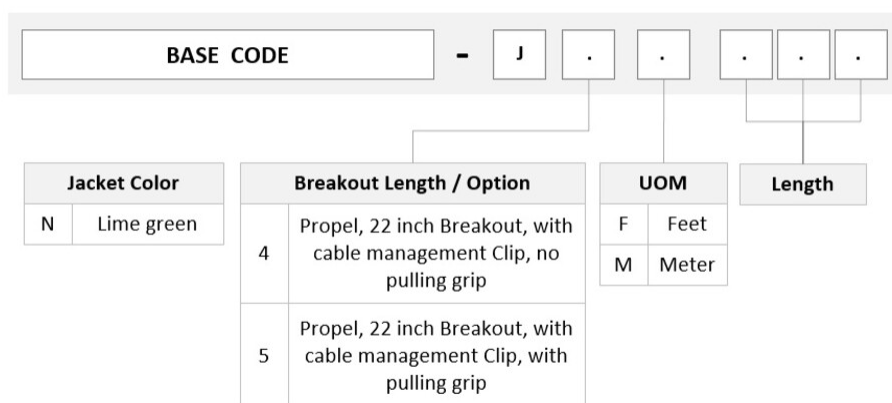 BASE CODE - J . . . . .
Jacket Color
N Lime green
Breakout Length / Option
4 Propel, 22 inch Breakout, with
cable management Clip, no
pulling grip
5 Propel, 22 inch Breakout, with
cable management Clip, with
pulling grip
UOM
F Feet
M Meter
Length